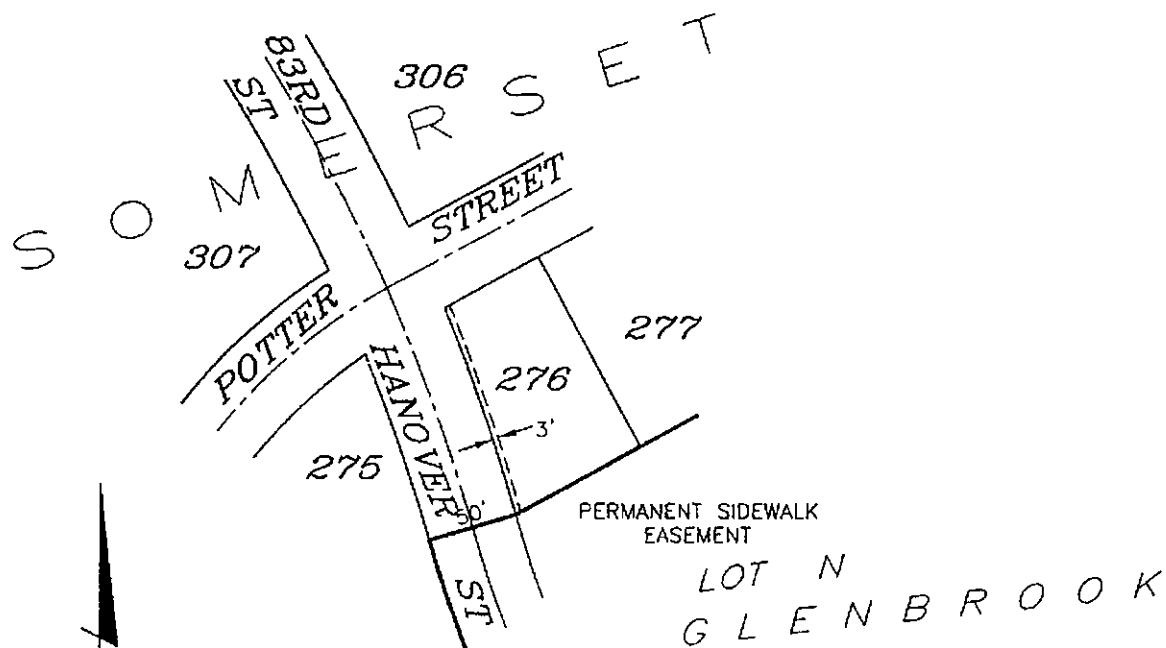 SOMERSET
83RD ST
306
307
POTTER STREET
HANOVER ST
275
276
277
3'
50'
PERMANENT SIDEWALK
EASEMENT
LOT N
GLENBROOK